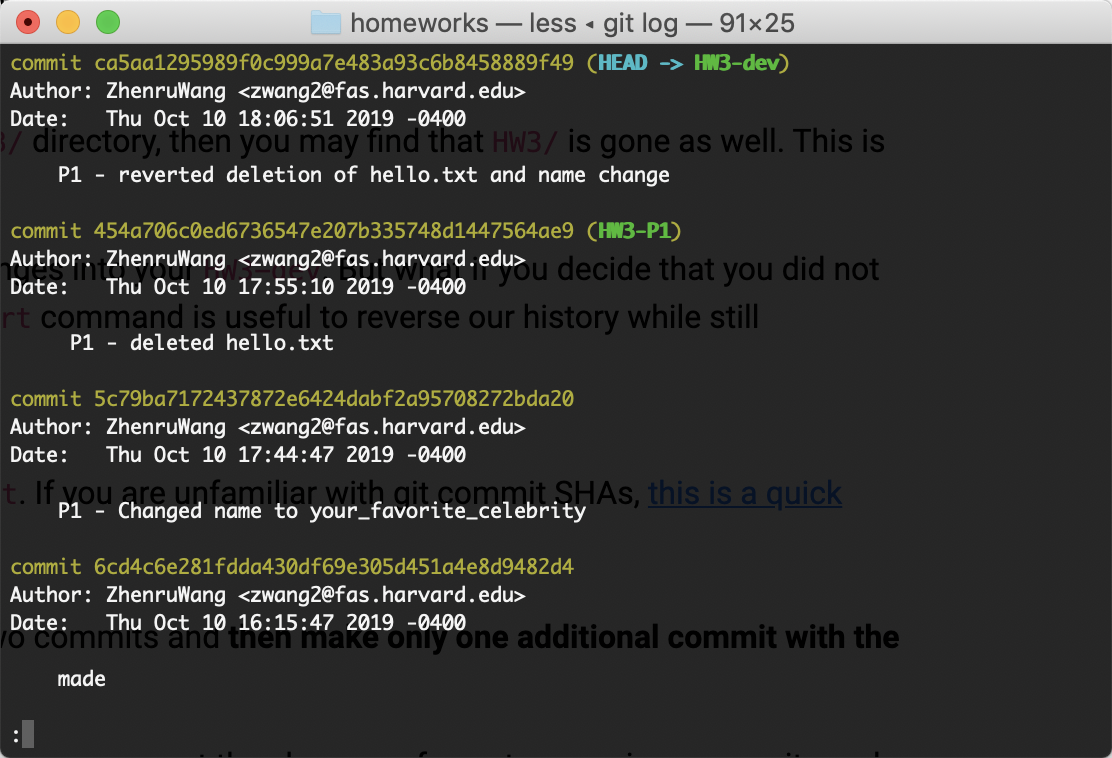 homeworks — less ◂ git log — 91×25
commit ca5aa1295989f0c999a7e483a93c6b8458889f49 (HEAD -> HW3-dev)
Author: ZhenruWang <zwang2@fas.harvard.edu>
Date:   Thu Oct 10 18:06:51 2019 -0400
3/ directory, then you may find that HW3/ is gone as well. This is
P1 - reverted deletion of hello.txt and name change
commit 454a706c0ed6736547e207b335748d1447564ae9 (HW3-P1)
Author: ZhenruWang <zwang2@fas.harvard.edu>
into your HW3-dev. But what if you decide that you did not
Date:   Thu Oct 10 17:55:10 2019 -0400
command is useful to reverse our history while still
P1 - deleted hello.txt
commit 5c79ba7172437872e6424dabf2a95708272bda20
Author: ZhenruWang <zwang2@fas.harvard.edu>
Date:   Thu Oct 10 17:44:47 2019 -0400
t. If you are unfamiliar with git commit SHAs, this is a quick
P1 - Changed name to your_favorite_celebrity
commit 6cd4c6e281fdda430df69e305d451a4e8d9482d4
Author: ZhenruWang <zwang2@fas.harvard.edu>
Date:   Thu Oct 10 16:15:47 2019 -0400
commits and then make only one additional commit with the
made
: